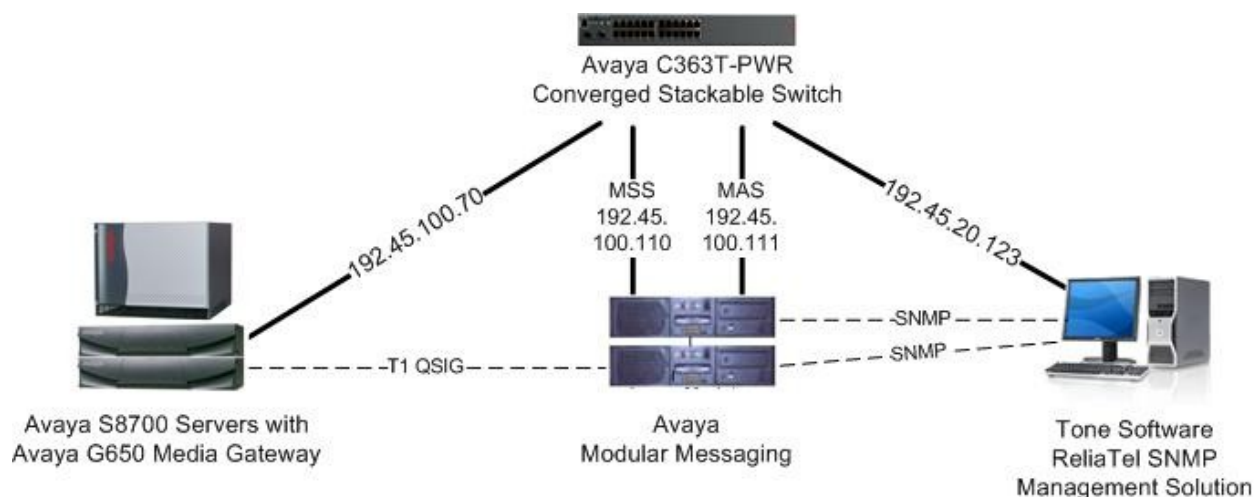 Avaya C363T-PWR
Converged Stackable Switch
192.45.100.70
MSS
192.45.
100.110
MAS
192.45.
100.111
192.45.20.123
SNMP
SNMP
T1 QSIG
Avaya S8700 Servers with
Avaya G650 Media Gateway
Avaya
Modular Messaging
Tone Software
ReliaTel SNMP
Management Solution